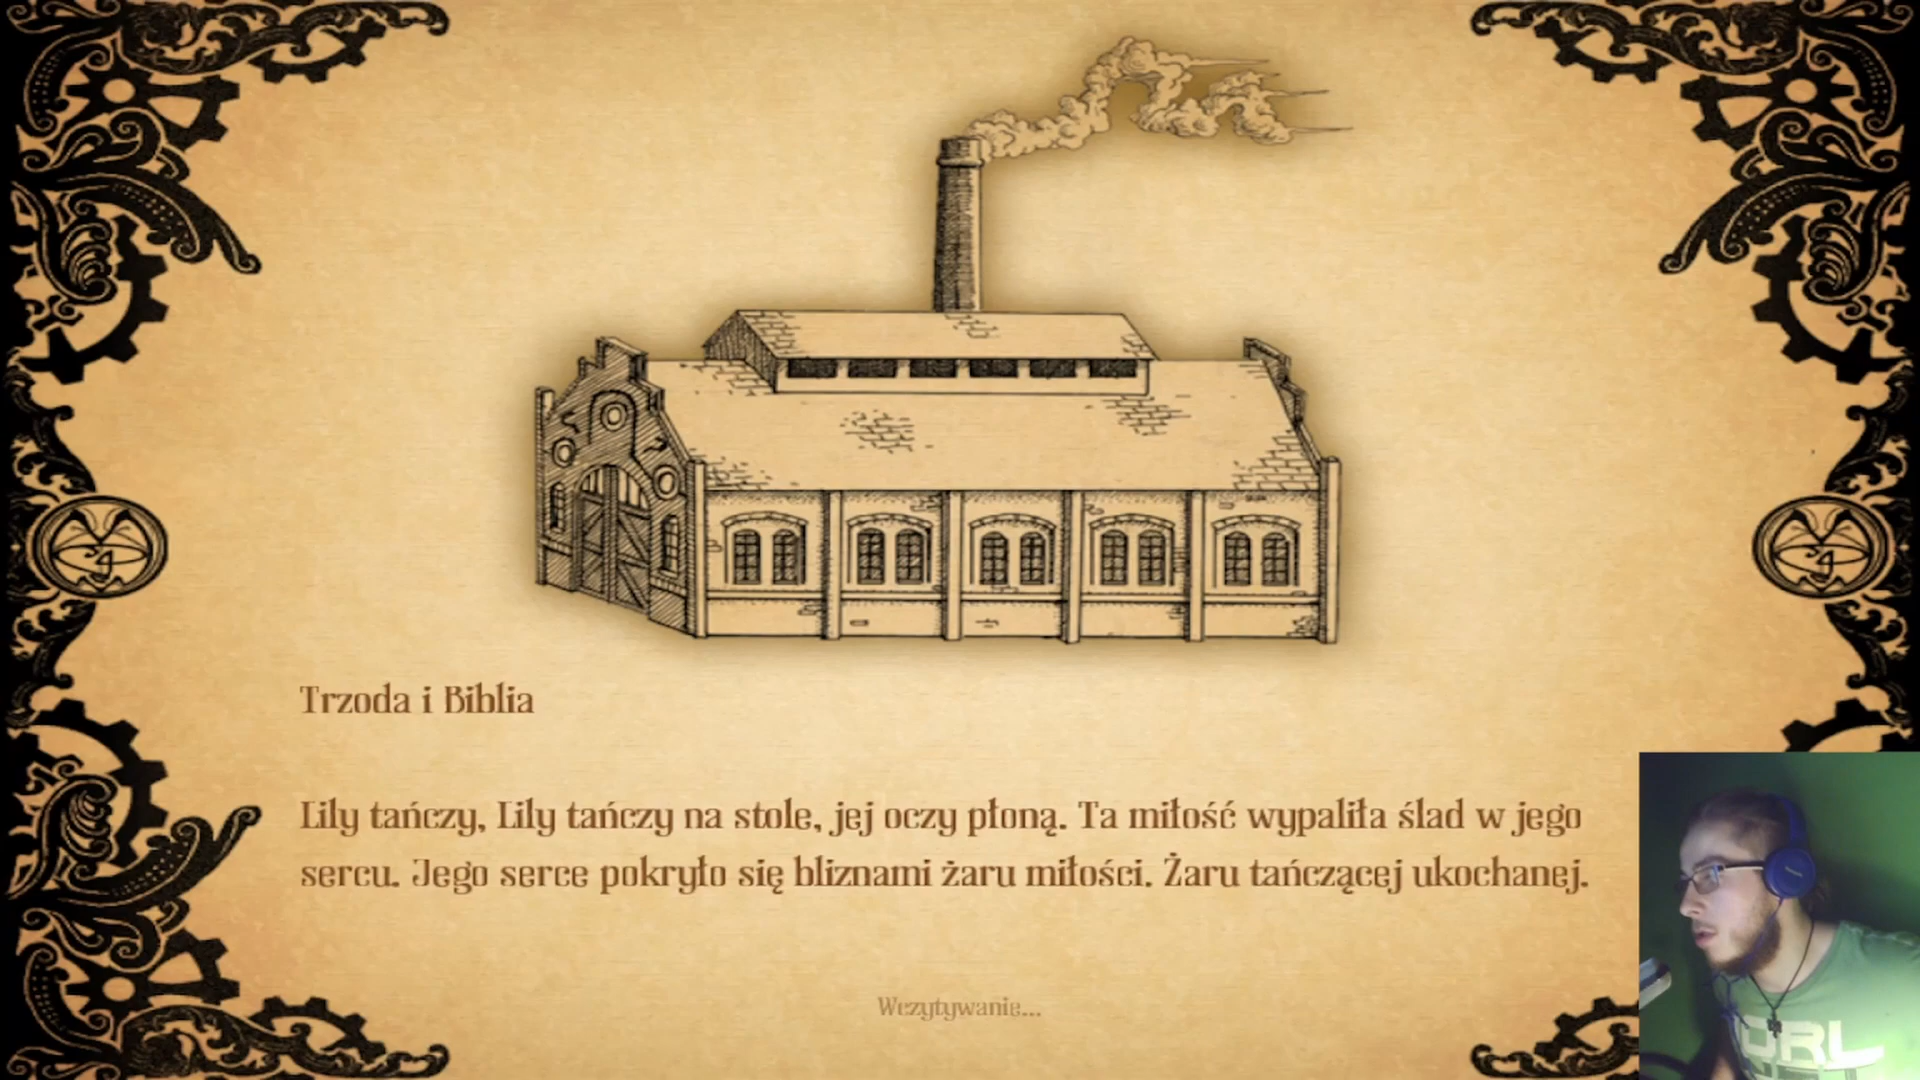 Trzoda i Biblia
Lily tańczy, Lily tańczy na stole, jej oczy płoną. Ta miłość wypaliła ślad w jego
sercu. Jego serce pokryło się bliznami żaru miłości. Żaru tańczącej ukochanej.
Wczytywanie...